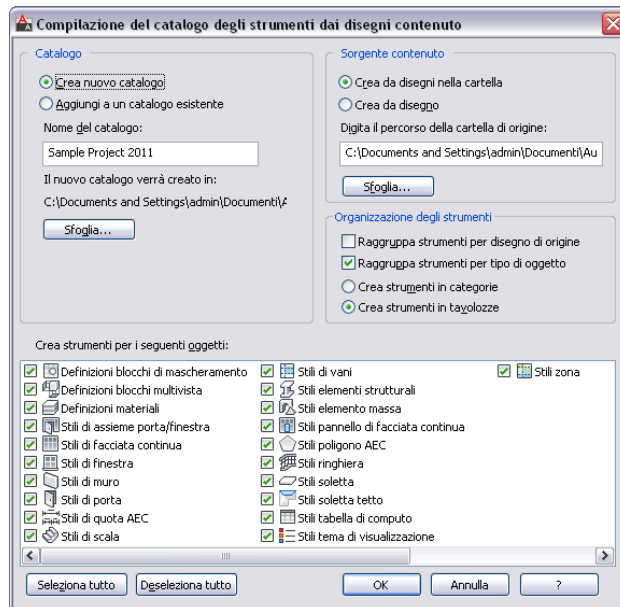 Compilazione del catalogo degli strumenti dai disegni contenuto
Catalogo
Crea nuovo catalogo
Aggiungi a un catalogo esistente
Nome del catalogo:
Sample Project 2011
Il nuovo catalogo verrà creato in:
C:\Documents and Settings\admin\Documenti\A
Sfoglia...
Sorgente contenuto
Crea da disegni nella cartella
Crea da disegno
Digita il percorso della cartella di origine:
C:\Documents and Settings\admin\Documenti\Au
Sfoglia...
Organizzazione degli strumenti
Raggruppa strumenti per disegno di origine
Raggruppa strumenti per tipo di oggetto
Crea strumenti in categorie
Crea strumenti in tavolozze
Crea strumenti per i seguenti oggetti:
Definizioni blocchi di mascheramento
Definizioni blocchi multivista
Definizioni materiali
Stili di assieme porta/finestra
Stili di facciata continua
Stili di finestra
Stili di muro
Stili di porta
Stili di quota AEC
Stili di scala
Stili di vani
Stili elementi strutturali
Stili elemento massa
Stili pannello di facciata continua
Stili poligono AEC
Stili ringhiera
Stili soletta
Stili soletta tetto
Stili tabella di computo
Stili tema di visualizzazione
Stili zona
Seleziona tutto
Deseleziona tutto
OK
Annulla
?